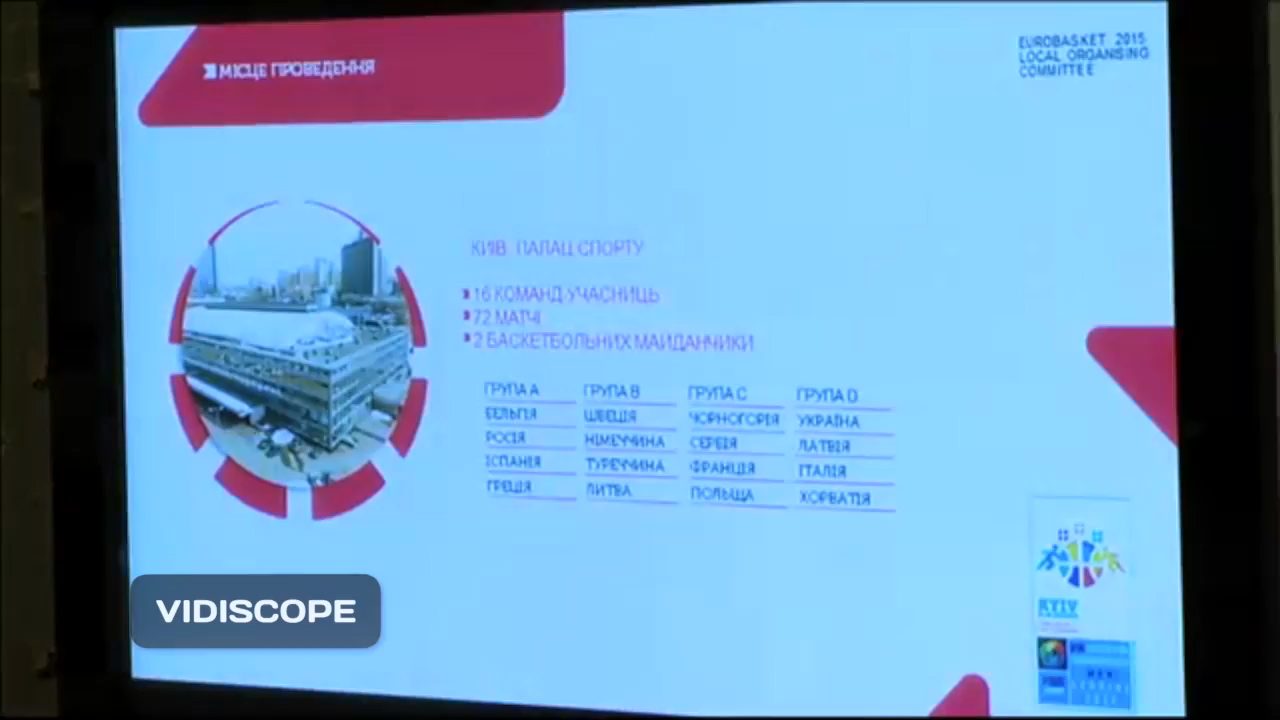 МІСЦЕ ПРОВЕДЕННЯ
EUROBASKET 2015
LOCAL ORGANISING
COMMITTEE
КИЇВ ПАЛАЦ СПОРТУ
16 КОМАНД-УЧАСНИЦЬ
72 МАТЧІ
2 БАСКЕТБОЛЬНИХ МАЙДАНЧИКИ
ГРУПА A ГРУПА B ГРУПА C ГРУПА D
БЕЛЬГІЯ ШВЕЦІЯ ЧОРНОГОРІЯ УКРАЇНА
РОСІЯ НІМЕЧЧИНА СЕРБІЯ ЛАТВІЯ
ІСПАНІЯ ТУРЕЧЧИНА ФРАНЦІЯ ІТАЛІЯ
ГРЕЦІЯ ЛИТВА ПОЛЬЩА ХОРВАТІЯ
KYIV
VIDISCOPE